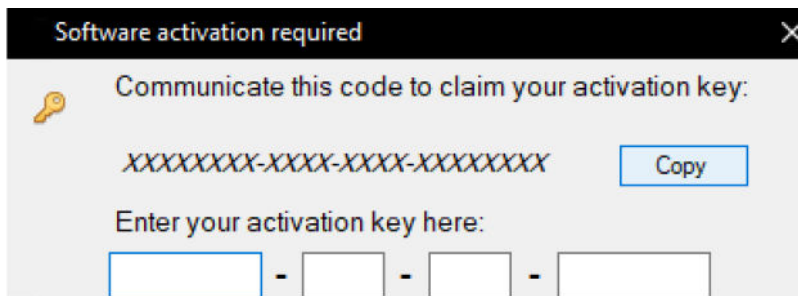 Software activation required
Communicate this code to claim your activation key:
XXXXXXXX-XXXX-XXXX-XXXXXXXX
Copy
Enter your activation key here:
- - -